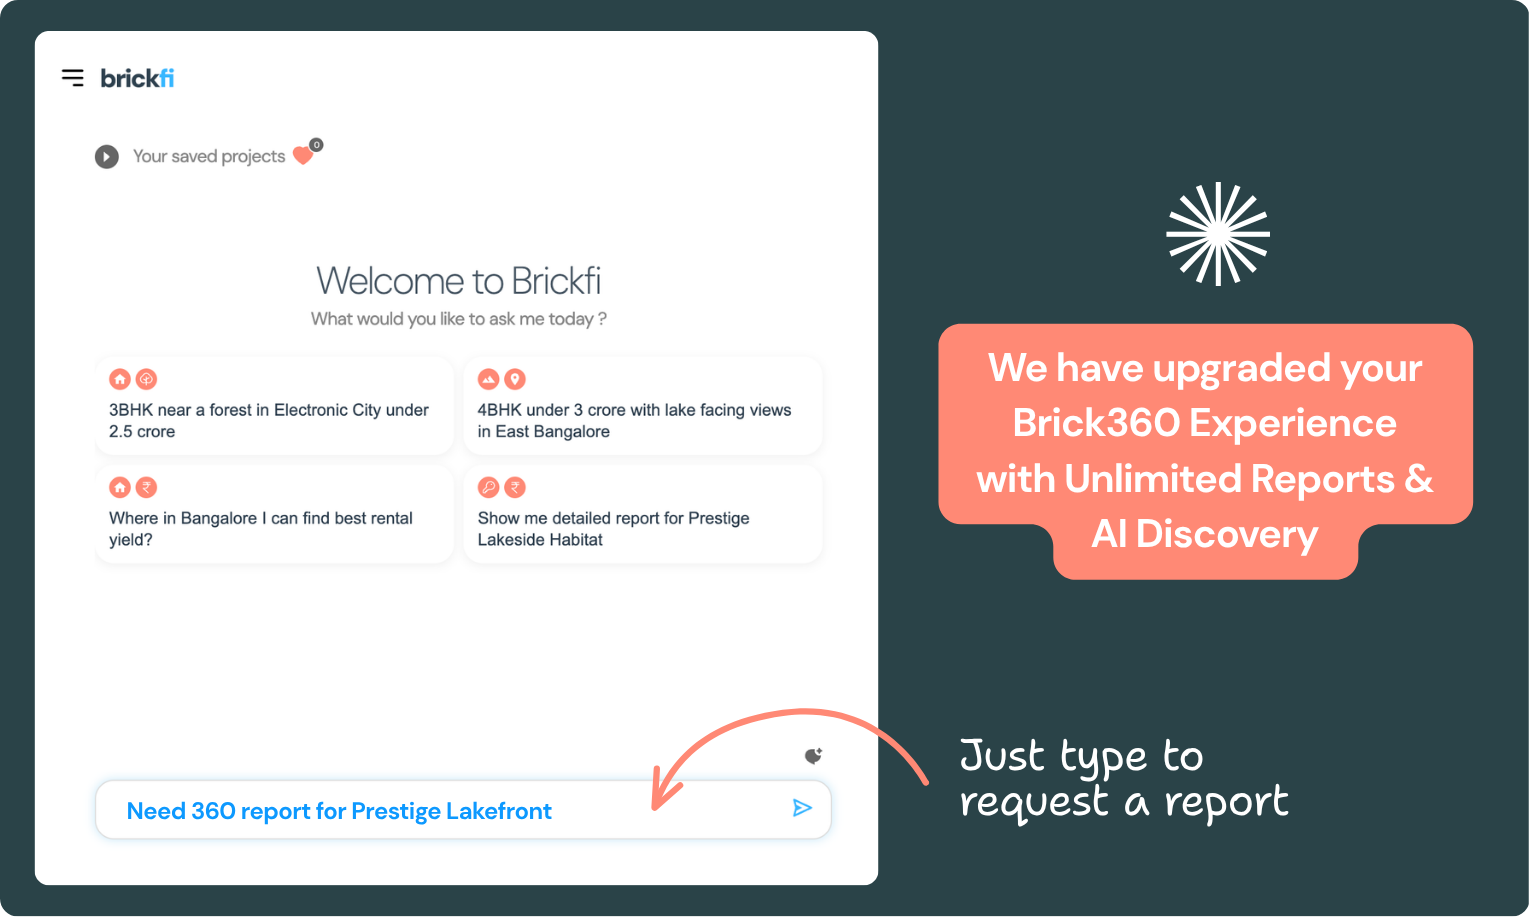 brickfi
Your saved projects
0
Welcome to Brickfi
What would you like to ask me today ?
3BHK near a forest in Electronic City under
2.5 crore
4BHK under 3 crore with lake facing views
in East Bangalore
₹
Where in Bangalore I can find best rental
yield?
₹
Show me detailed report for Prestige
Lakeside Habitat
Need 360 report for Prestige Lakefront
We have upgraded your
Brick360 Experience
with Unlimited Reports &
AI Discovery
Just type to
request a report